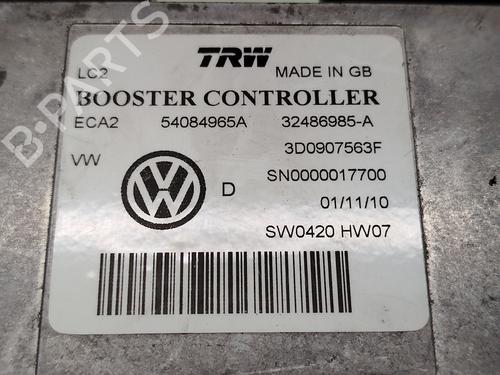 B-PARTS
TRW
LC2 MADE IN GB
BOOSTER CONTROLLER
ECA2 54084965A 32486985-A
3D0907563F
VW
SN0000017700
D
01/11/10
SW0420 HW07